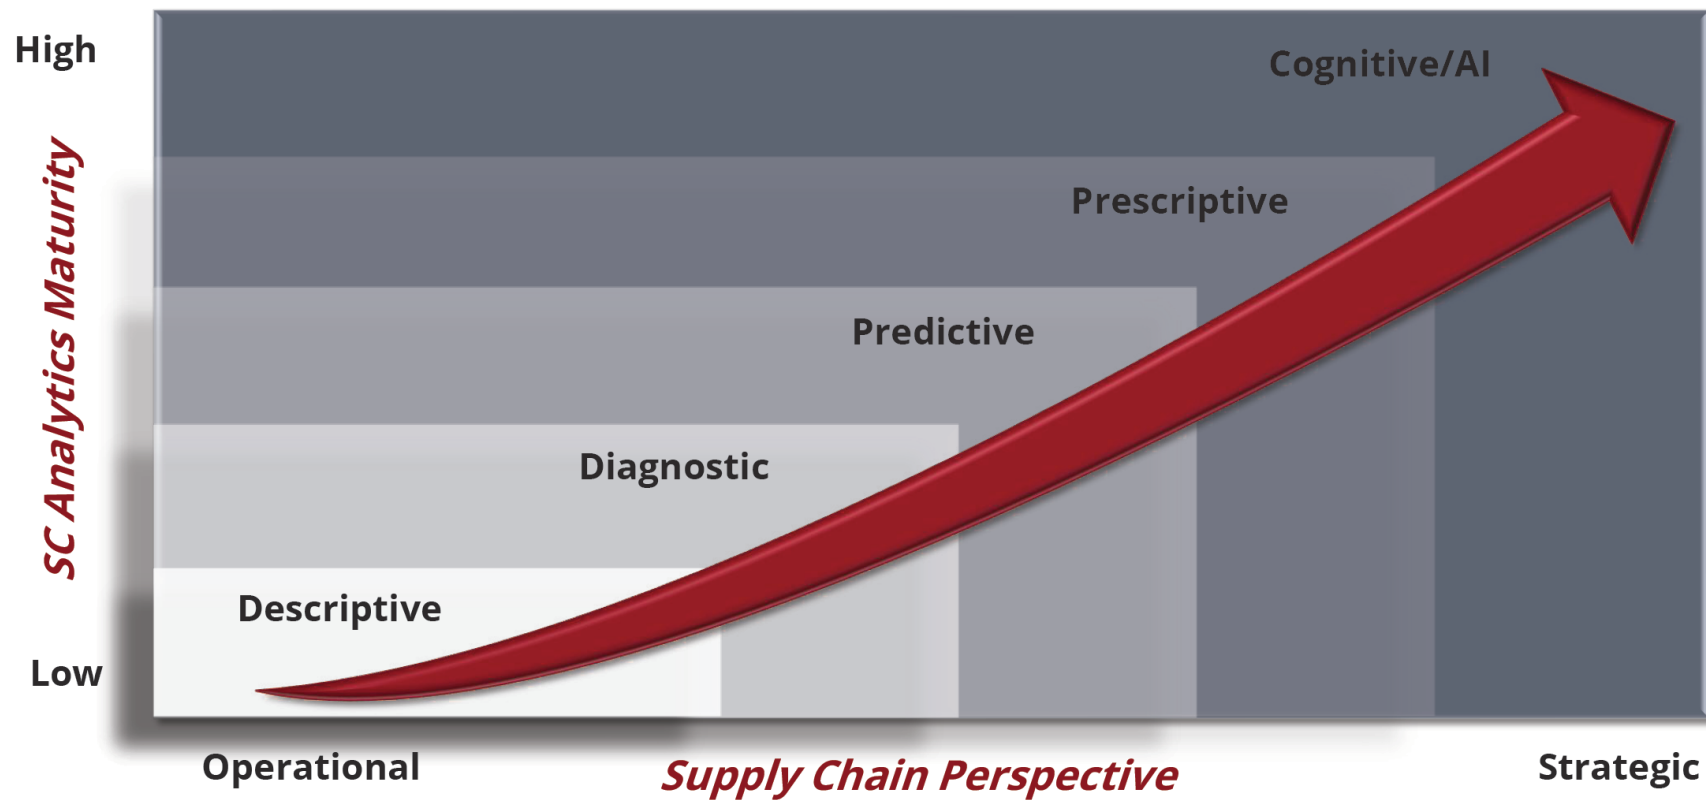 High
Cognitive/AI
Prescriptive
SC Analytics Maturity
Predictive
Diagnostic
Descriptive
Low
Operational
Supply Chain Perspective
Strategic